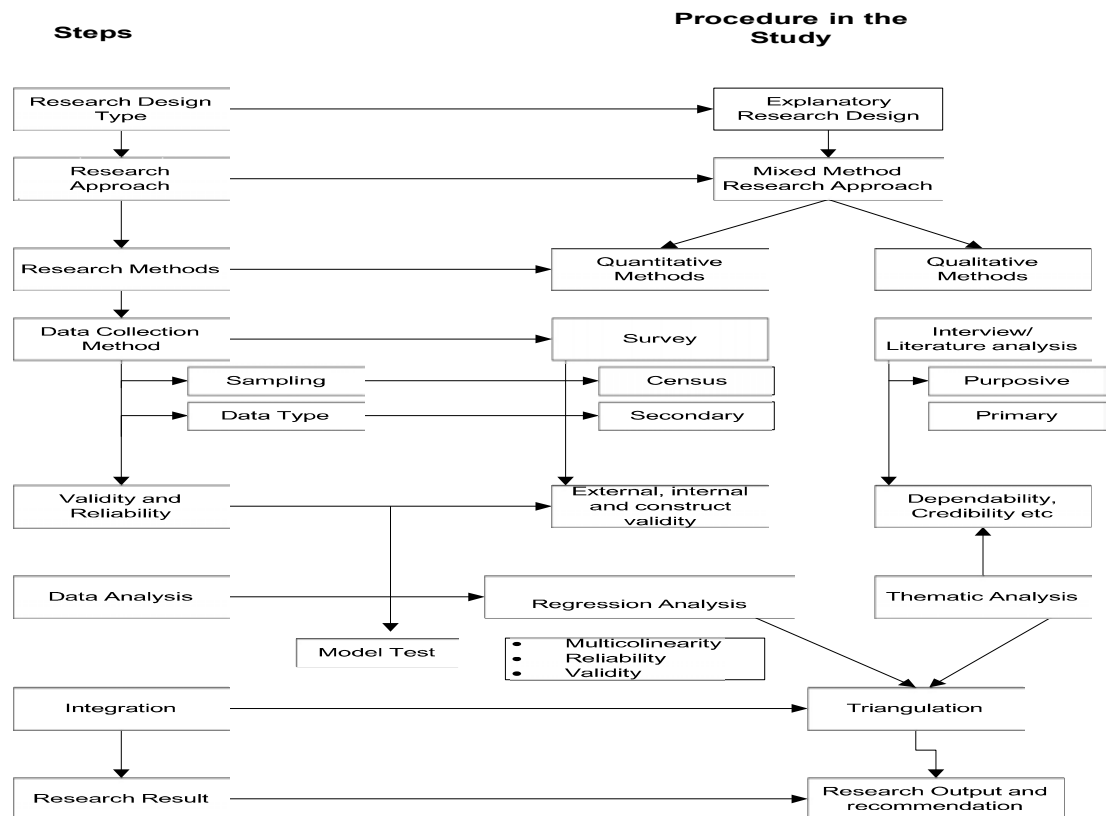 Steps
Procedure in the
Study
Research Design
Type
Explanatory
Research Design
Research
Approach
Mixed Method
Research Approach
Research Methods
Quantitative
Methods
Qualitative
Methods
Data Collection
Method
Survey
Interview/
Literature analysis
Sampling
Census
Purposive
Data Type
Secondary
Primary
Validity and
Reliability
External, internal
and construct
validity
Dependability,
Credibility etc
Data Analysis
Regression Analysis
Thematic Analysis
Model Test
• Multicolinearity
• Reliability
• Validity
Integration
Triangulation
Research Result
Research Output and
recommendation